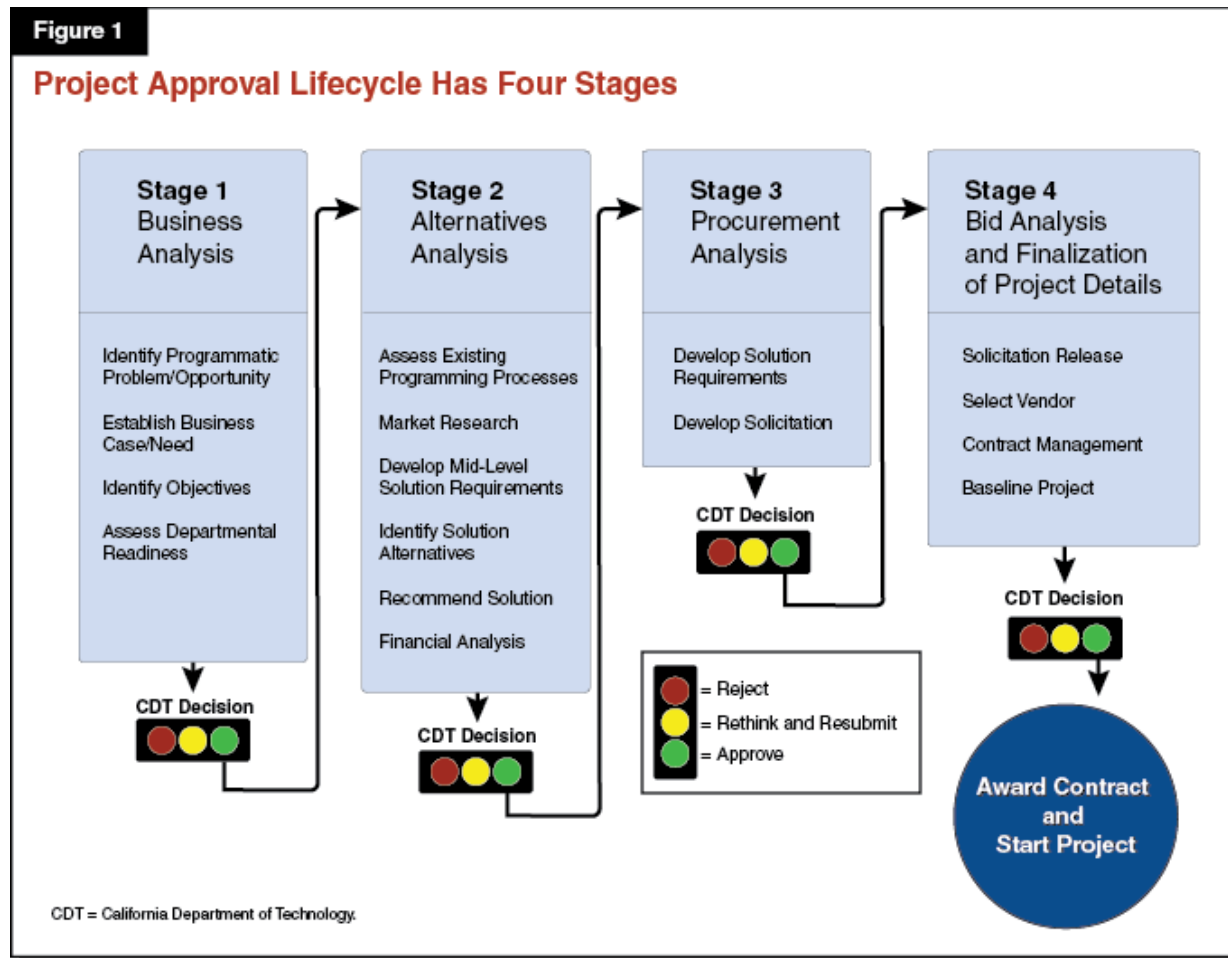 Figure 1
Project Approval Lifecycle Has Four Stages
Stage 1
Business
Analysis
Identify Programmatic
Problem/Opportunity
Establish Business
Case/Need
Identify Objectives
Assess Departmental
Readiness
CDT Decision
Stage 2
Alternatives
Analysis
Assess Existing
Programming Processes
Market Research
Develop Mid-Level
Solution Requirements
Identify Solution
Alternatives
Recommend Solution
Financial Analysis
CDT Decision
Stage 3
Procurement
Analysis
Develop Solution
Requirements
Develop Solicitation
CDT Decision
Stage 4
Bid Analysis
and Finalization
of Project Details
Solicitation Release
Select Vendor
Contract Management
Baseline Project
CDT Decision
= Reject
= Rethink and Resubmit
= Approve
Award Contract
and
Start Project
CDT = California Department of Technology.